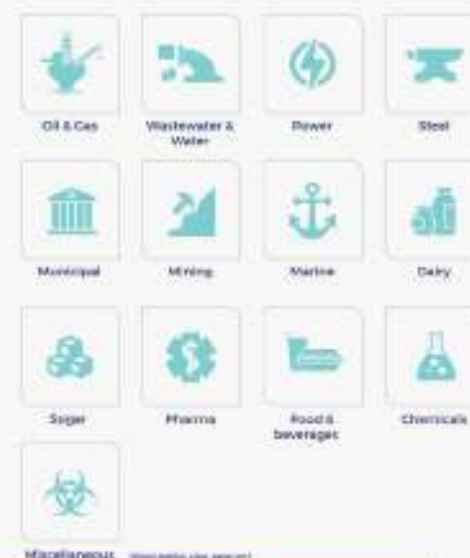 Oil & Gas
Wastewater &
Water
Power
Steel
Municipal
Mining
Marine
Dairy
Sugar
Pharma
Food &
beverages
Chemicals
Miscellaneous